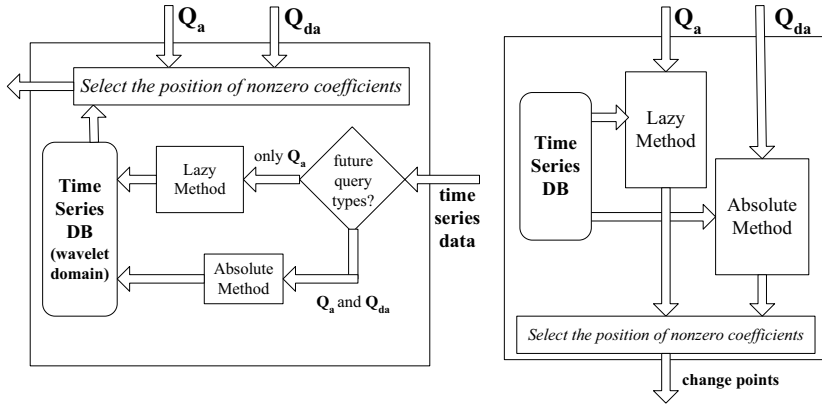 Qa
Qda
Select the position of nonzero coefficients
Time
Series
DB
(wavelet
domain)
Lazy
Method
only Qa
future
query
types?
time
series
data
Absolute
Method
Qa and Qda
Qa
Qda
Time
Series
DB
Lazy
Method
Absolute
Method
Select the position of nonzero coefficients
change points